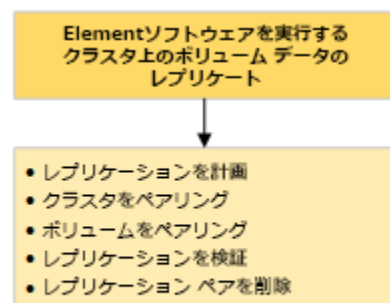 Elementソフトウェアを実行する
クラスタ上のボリューム データの
レプリケート
• レプリケーションを計画
• クラスタをペアリング
• ボリュームをペアリング
• レプリケーションを検証
• レプリケーション ペアを削除